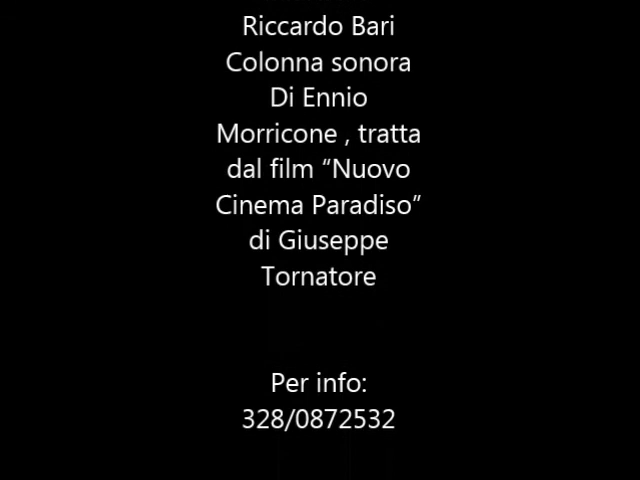 Riccardo Bari
Colonna sonora
Di Ennio
Morricone , tratta
dal film “Nuovo
Cinema Paradiso”
di Giuseppe
Tornatore
Per info:
328/0872532